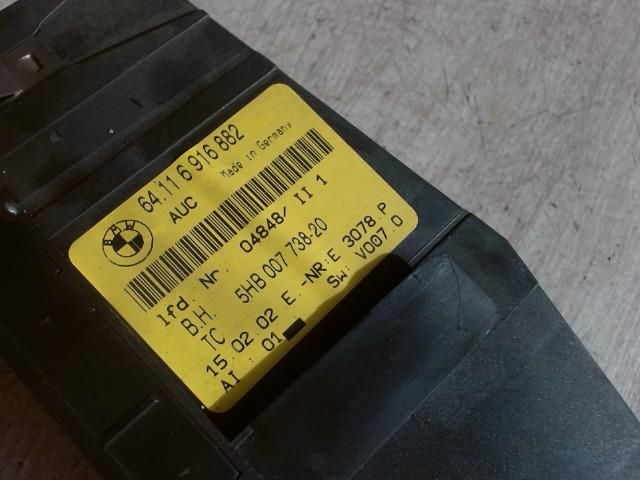 BMW
64.11 6 916 882
AUC Made in Germany
lfd. Nr. 04848/ II 1
B.H. 5HB 007 738-20
TC
15 02 02 E -NR:E 3078.P
AI : 01 SW: V007.0